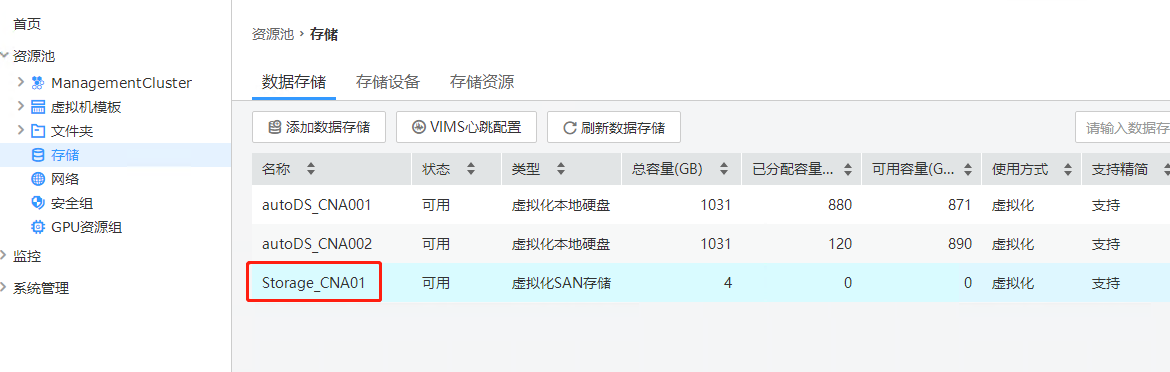 首页
资源池
ManagementCluster
虚拟机模板
文件夹
存储
网络
安全组
GPU资源组
监控
系统管理
资源池 › 存储
数据存储 存储设备 存储资源
添加数据存储 VIMS心跳配置 刷新数据存储 请输入数据存
名称 状态 类型 总容量(GB) 已分配容量... 可用容量(G... 使用方式 支持精简
autoDS_CNA001 可用 虚拟化本地硬盘 1031 880 871 虚拟化 支持
autoDS_CNA002 可用 虚拟化本地硬盘 1031 120 890 虚拟化 支持
Storage_CNA01 可用 虚拟化SAN存储 4 0 0 虚拟化 支持